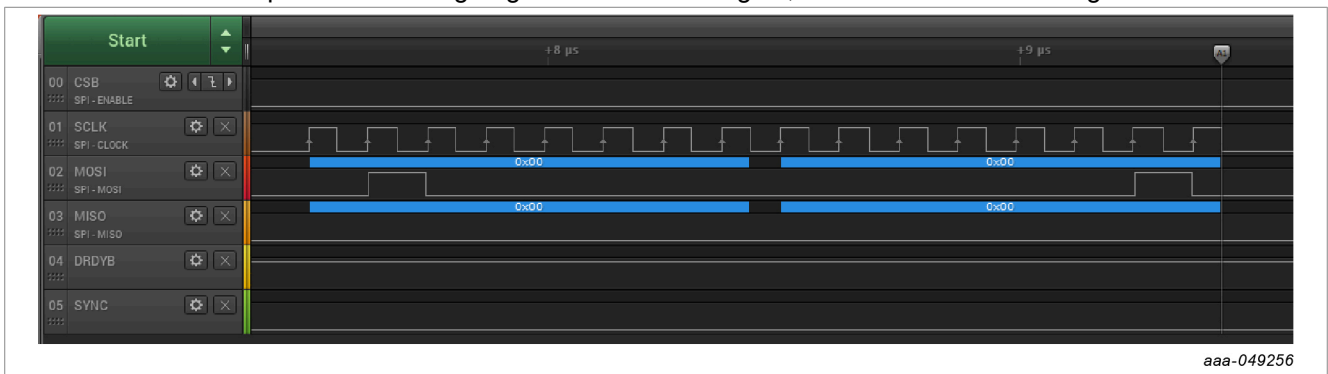 Start
+8 µs
+9 µs
A1
00 CSB
SPI - ENABLE
01 SCLK
SPI - CLOCK
02 MOSI
SPI - MOSI
0x00
0x00
03 MISO
SPI - MISO
0x00
0x00
04 DRDYB
05 SYNC
aaa-049256